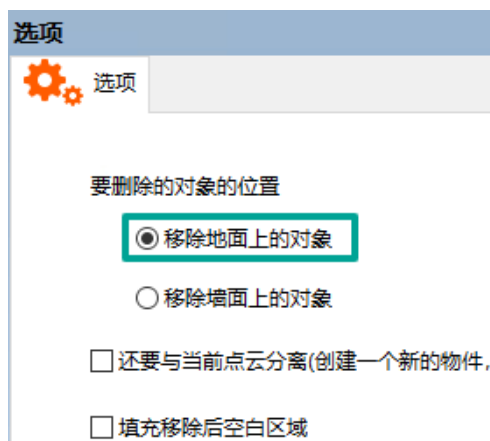 选项
选项
要删除的对象的位置
移除地面上的对象
移除墙面上的对象
还要与当前点云分离(创建一个新的物件,
填充移除后空白区域